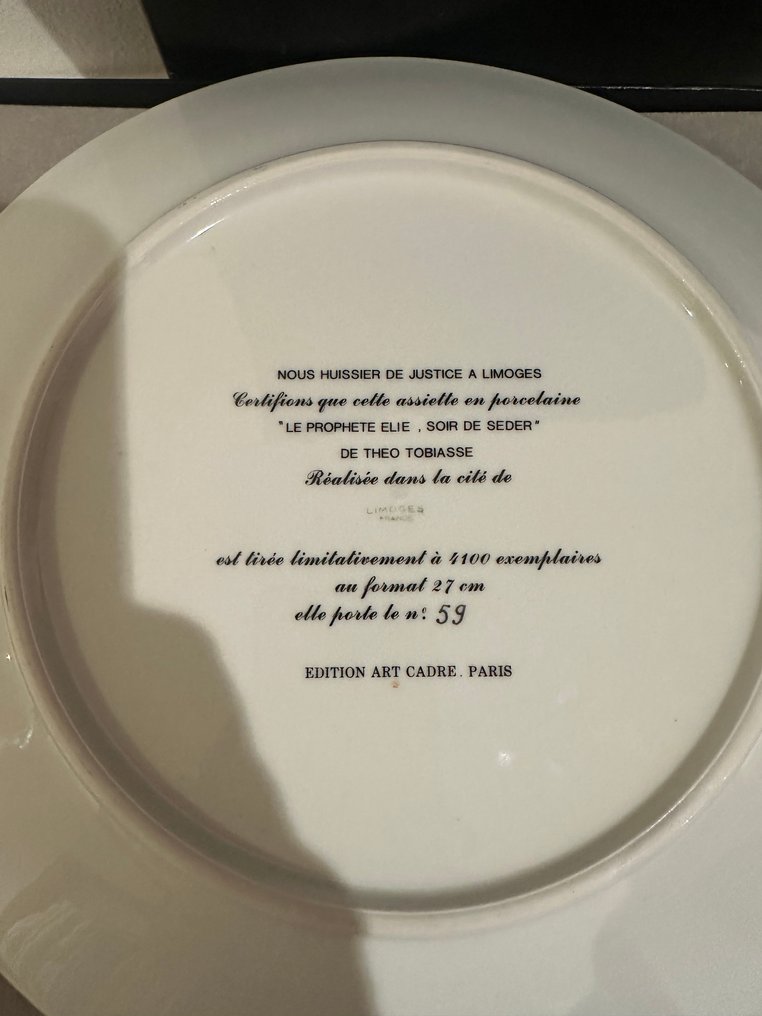 NOUS HUISSIER DE JUSTICE A LIMOGES
Certifions que cette assiette en porcelaine
"LE PROPHETE ELIE , SOIR DE SEDER"
DE THEO TOBIASSE
Réalisée dans la cité de
LIMOGES
FRANCE
est tirée limitativement à 4100 exemplaires
au format 27 cm
elle porte le n° 59
EDITION ART CADRE . PARIS